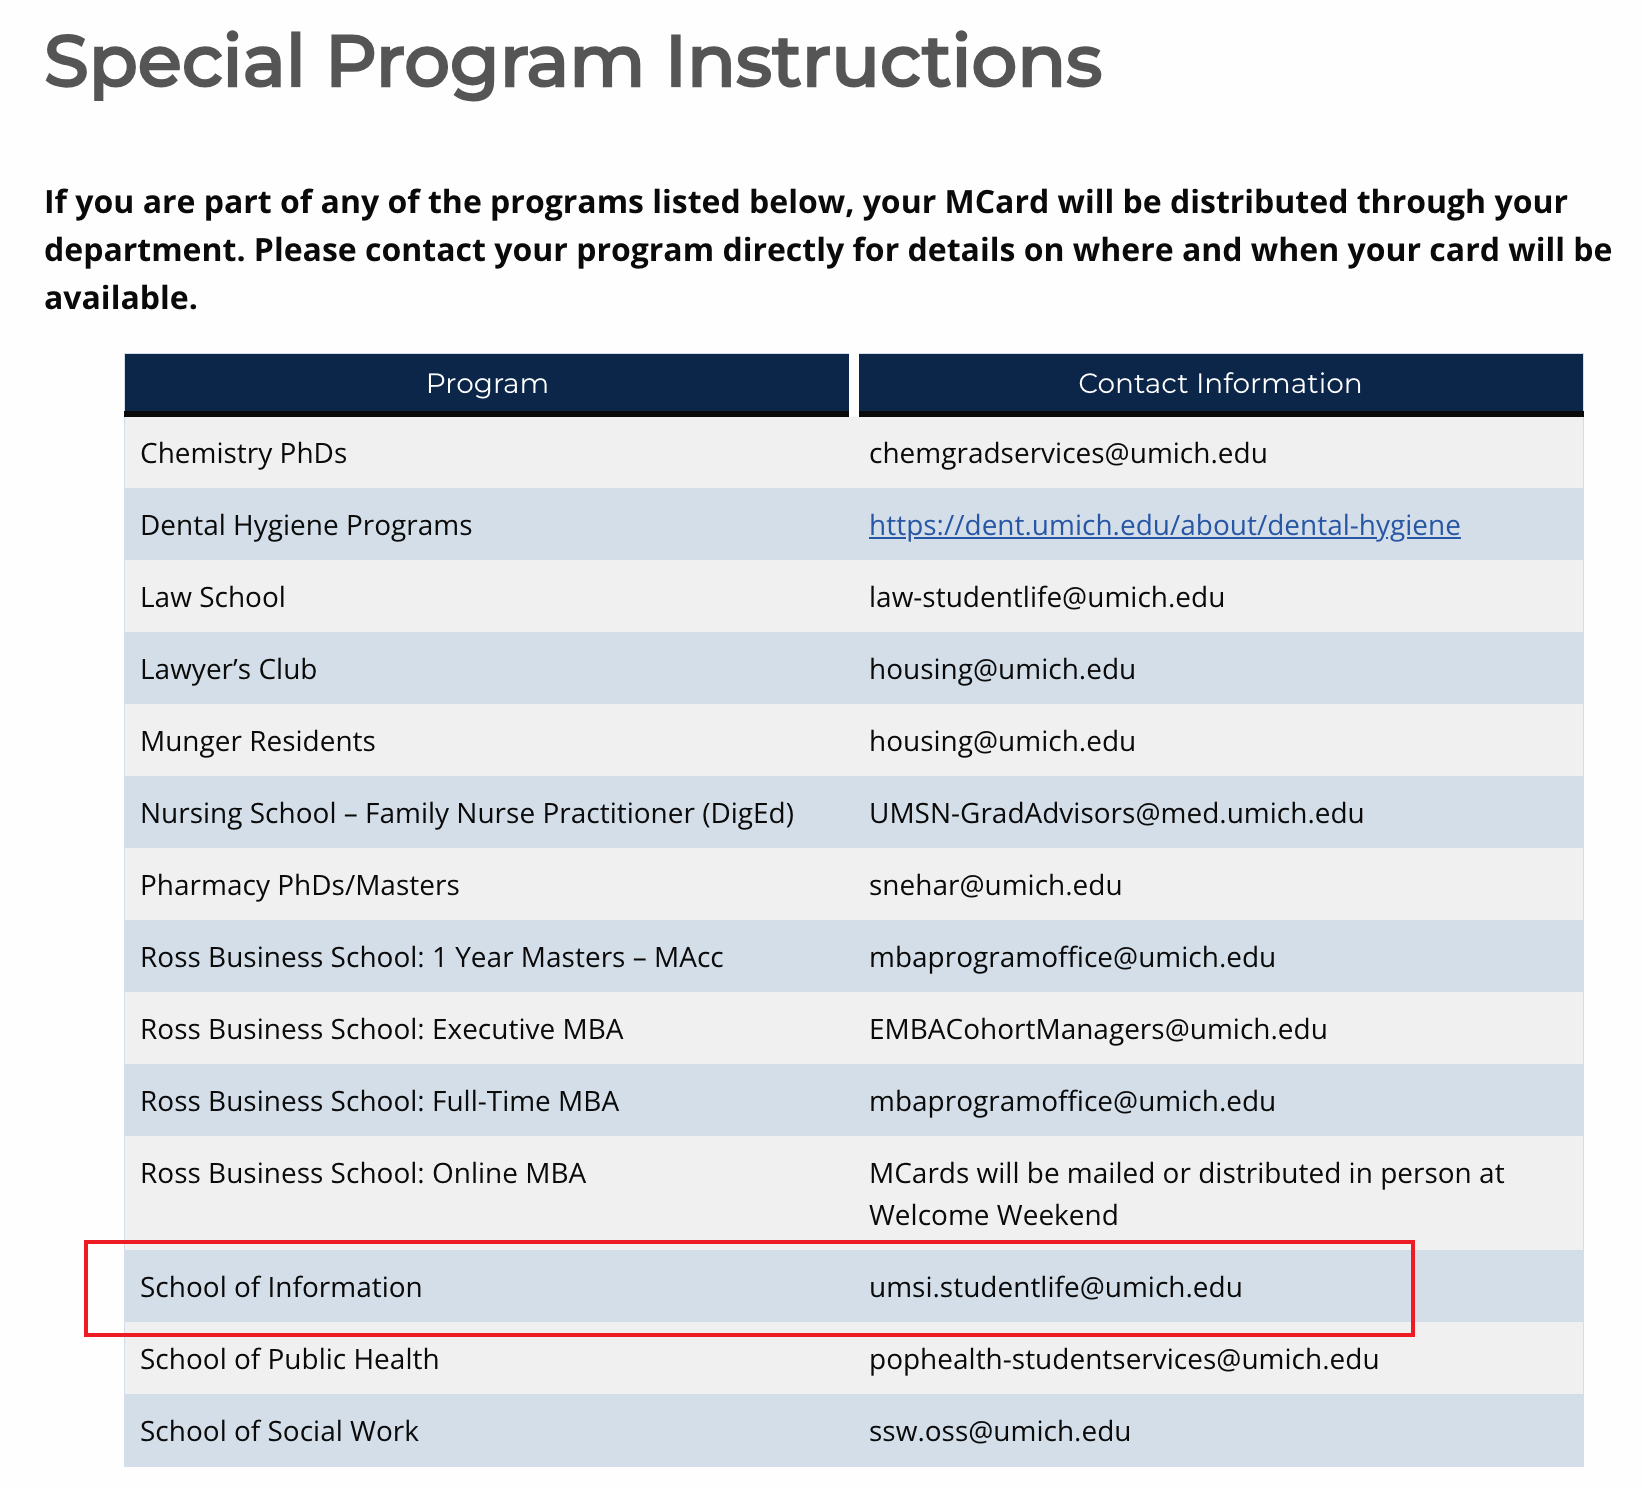 Special Program Instructions
If you are part of any of the programs listed below, your MCard will be distributed through your
department. Please contact your program directly for details on where and when your card will be
available.
Program Contact Information
Chemistry PhDs chemgradservices@umich.edu
Dental Hygiene Programs https://dent.umich.edu/about/dental-hygiene
Law School law-studentlife@umich.edu
Lawyer’s Club housing@umich.edu
Munger Residents housing@umich.edu
Nursing School – Family Nurse Practitioner (DigEd) UMSN-GradAdvisors@med.umich.edu
Pharmacy PhDs/Masters snehar@umich.edu
Ross Business School: 1 Year Masters – MAcc mbaprogramoffice@umich.edu
Ross Business School: Executive MBA EMBACohortManagers@umich.edu
Ross Business School: Full-Time MBA mbaprogramoffice@umich.edu
Ross Business School: Online MBA MCards will be mailed or distributed in person at
Welcome Weekend
School of Information umsi.studentlife@umich.edu
School of Public Health pophealth-studentservices@umich.edu
School of Social Work ssw.oss@umich.edu